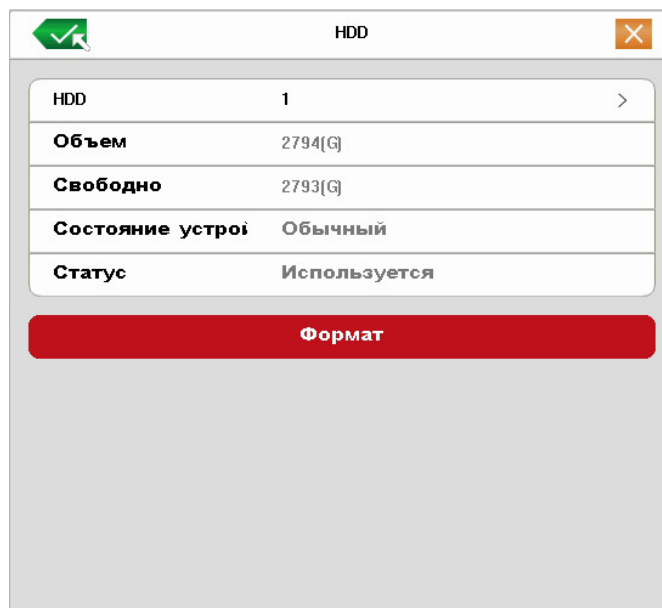 HDD
HDD 1
Объем 2794(G)
Свободно 2793(G)
Состояние устрой Обычный
Статус Используется
Формат